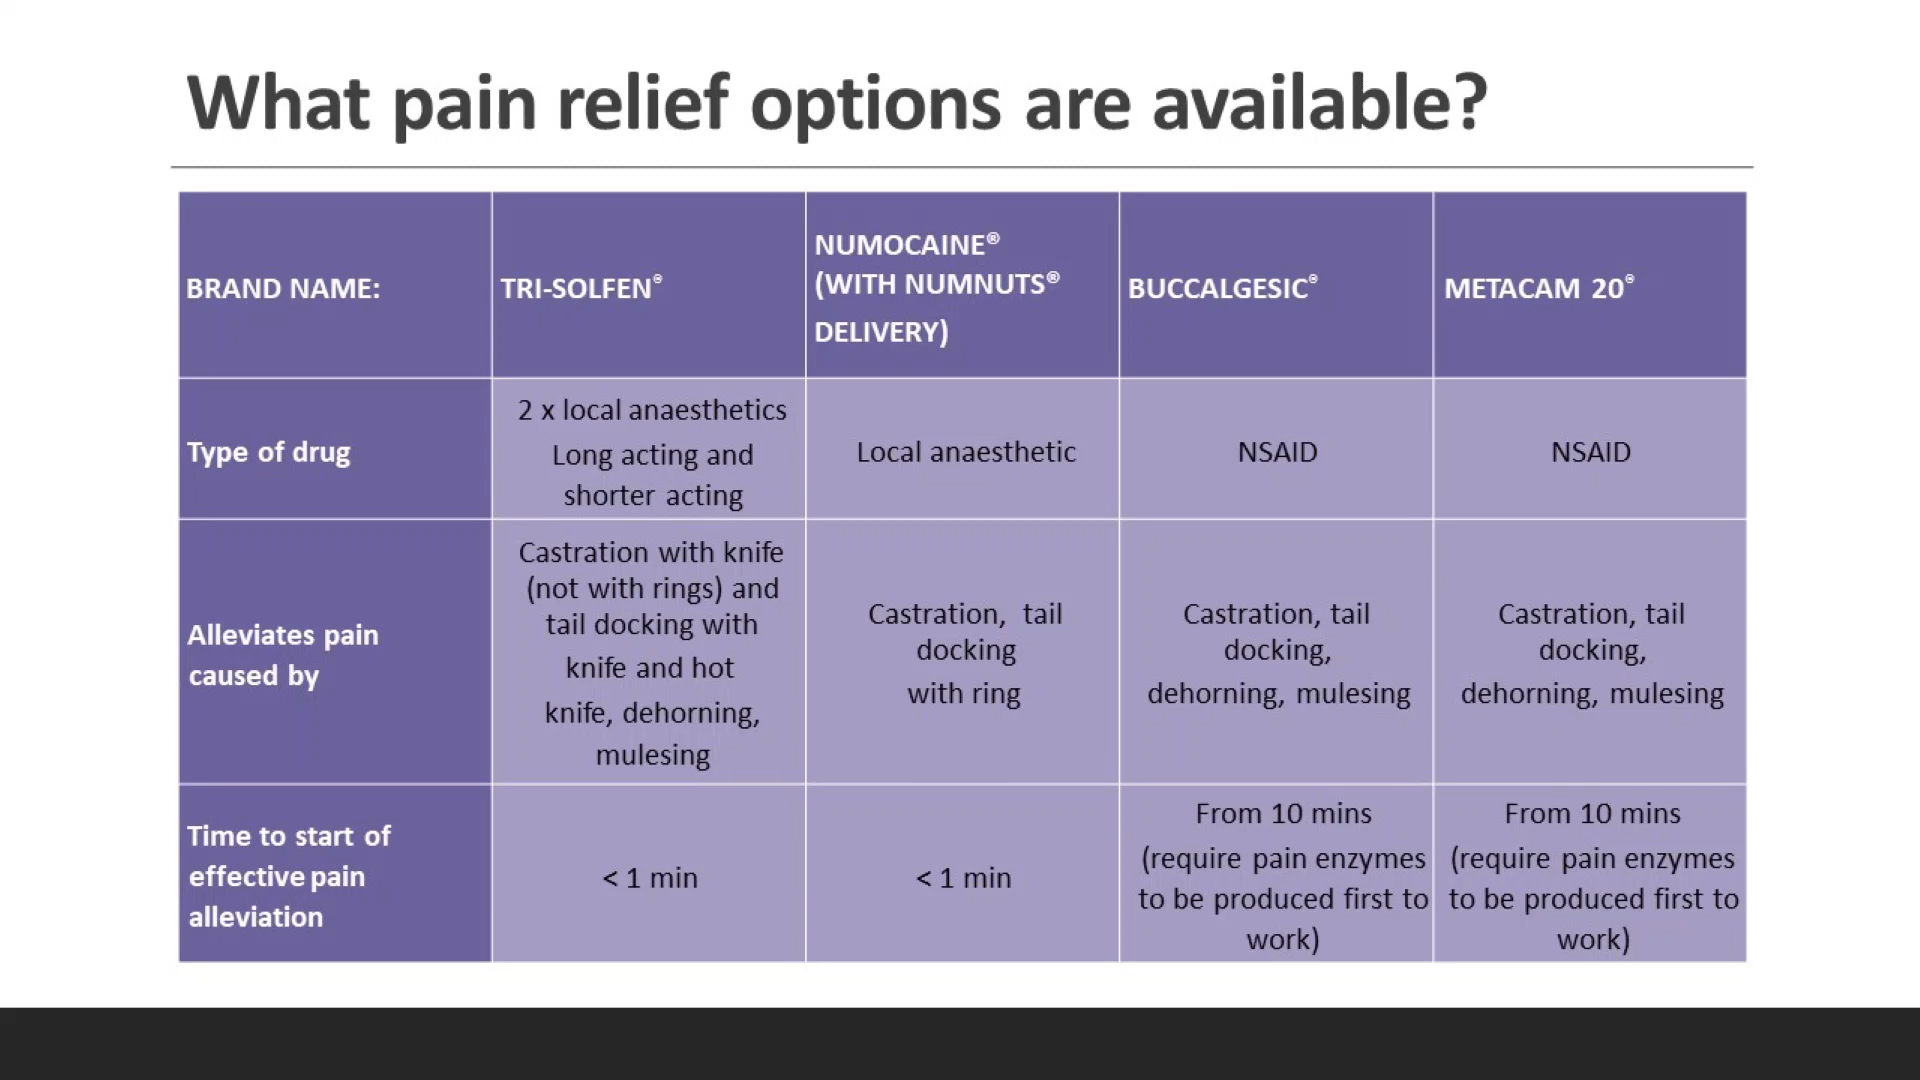 What pain relief options are available?
BRAND NAME:
TRI-SOLFEN®
NUMOCAINE®
(WITH NUMNUTS®
DELIVERY)
BUCCALGESIC®
METACAM 20®
Type of drug
2 x local anaesthetics
Long acting and
shorter acting
Local anaesthetic
NSAID
NSAID
Alleviates pain
caused by
Castration with knife
(not with rings) and
tail docking with
knife and hot
knife, dehorning,
mulesing
Castration, tail
docking
with ring
Castration, tail
docking,
dehorning, mulesing
Castration, tail
docking,
dehorning, mulesing
Time to start of
effective pain
alleviation
< 1 min
< 1 min
From 10 mins
(require pain enzymes
to be produced first to
work)
From 10 mins
(require pain enzymes
to be produced first to
work)